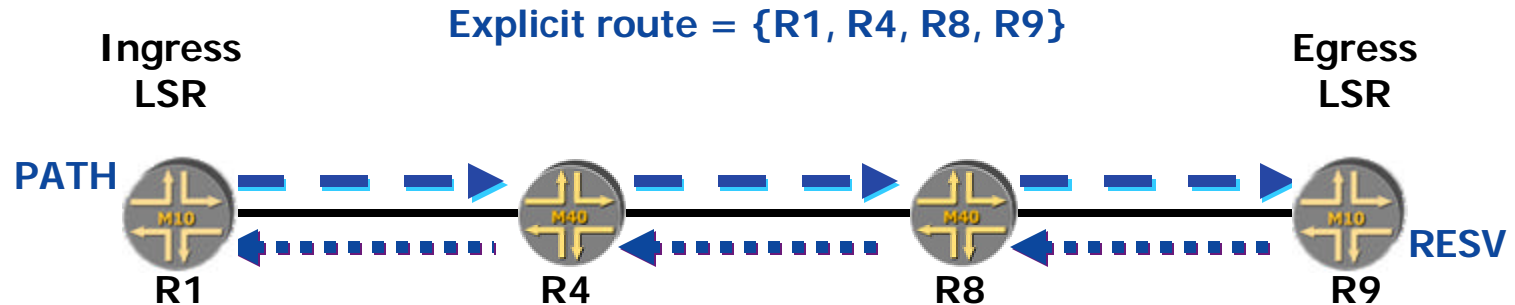 Explicit route = {R1, R4, R8, R9}
Ingress
LSR
Egress
LSR
PATH
M10
M40
M40
M10
RESV
R1
R4
R8
R9